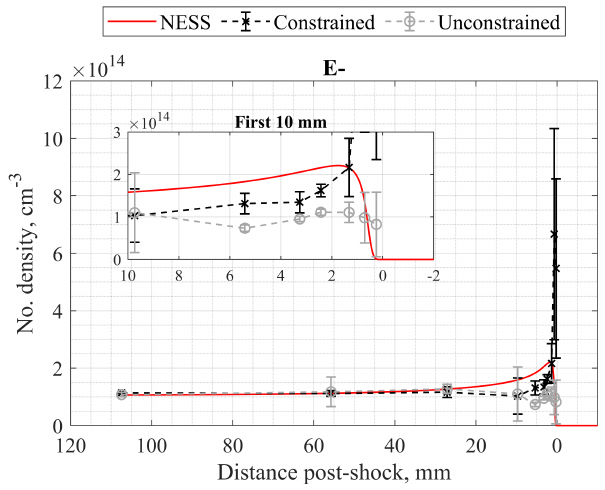 NESS Constrained Unconstrained
×10^14
E-
12
10
8
6
4
2
0
No. density, cm^-3
×10^14
First 10 mm
3
2
1
0
10 8 6 4 2 0 -2
120 100 80 60 40 20 0
Distance post-shock, mm